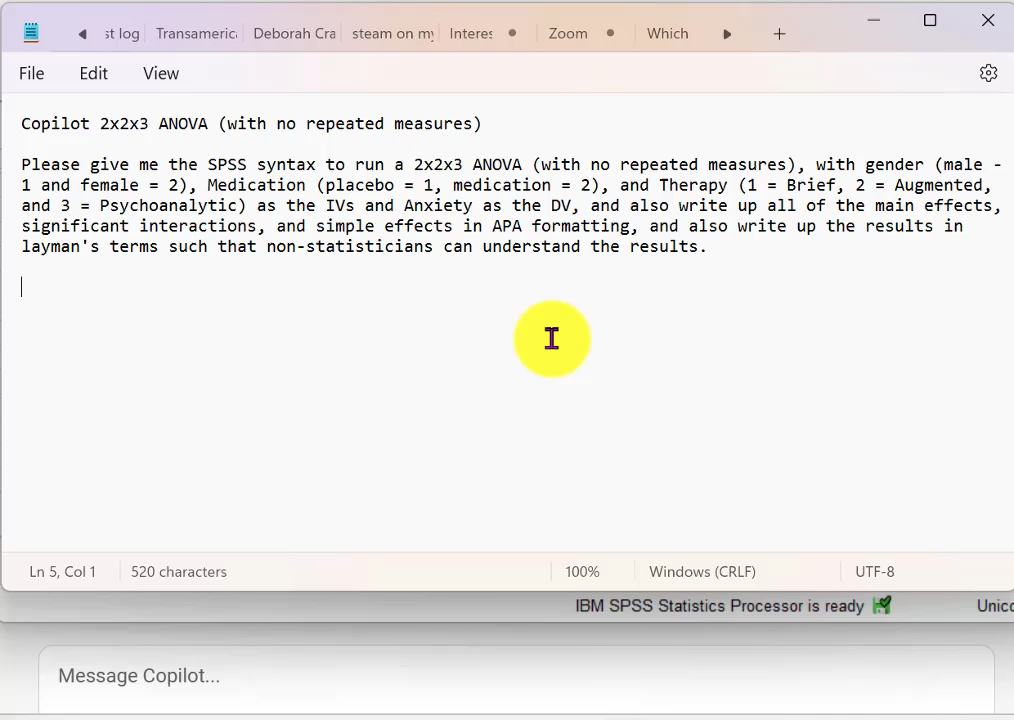 st log Transameric Deborah Cra steam on my Interes Zoom Which
File Edit View
Copilot 2x2x3 ANOVA (with no repeated measures)
Please give me the SPSS syntax to run a 2x2x3 ANOVA (with no repeated measures), with gender (male -
1 and female = 2), Medication (placebo = 1, medication = 2), and Therapy (1 = Brief, 2 = Augmented,
and 3 = Psychoanalytic) as the IVs and Anxiety as the DV, and also write up all of the main effects,
significant interactions, and simple effects in APA formatting, and also write up the results in
layman's terms such that non-statisticians can understand the results.
Ln 5, Col 1 520 characters 100% Windows (CRLF) UTF-8
IBM SPSS Statistics Processor is ready Unico
Message Copilot...